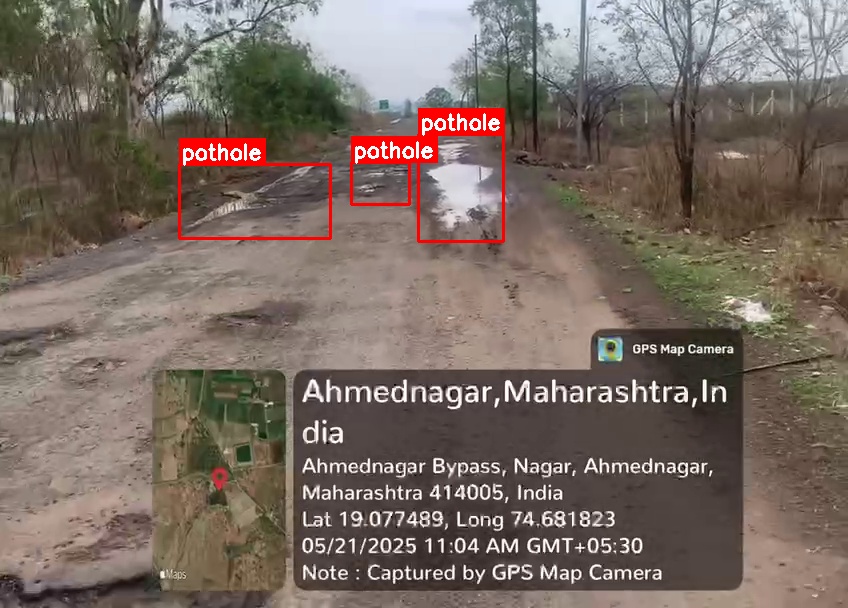 pothole
pothole
pothole
GPS Map Camera
Ahmednagar,Maharashtra,In
dia
Ahmednagar Bypass, Nagar, Ahmednagar,
Maharashtra 414005, India
Lat 19.077489, Long 74.681823
05/21/2025 11:04 AM GMT+05:30
Note : Captured by GPS Map Camera
Maps